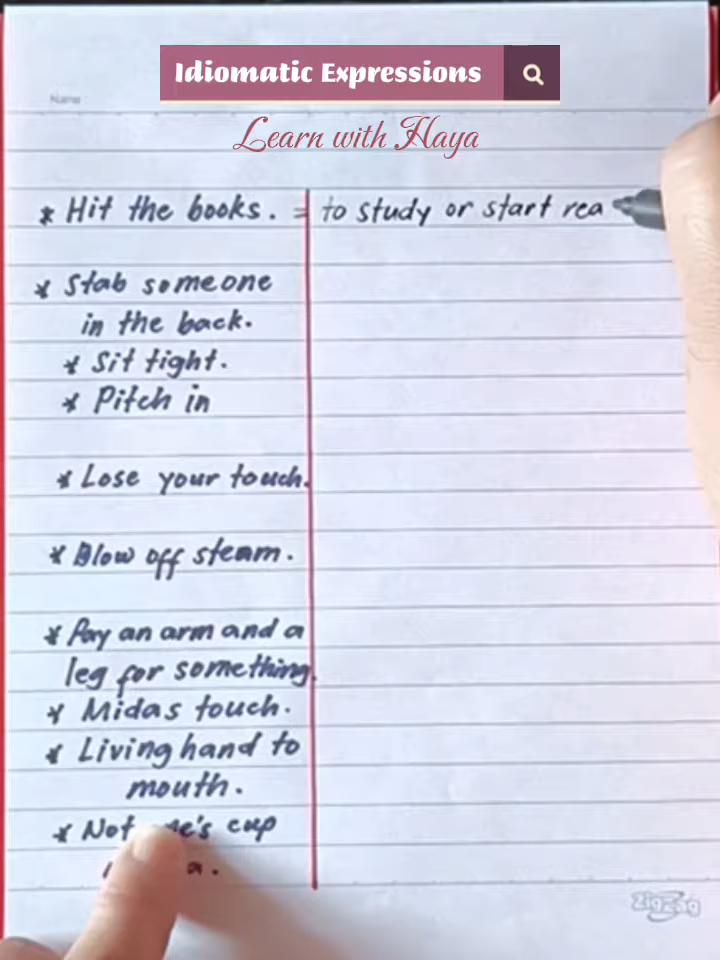 Idiomatic Expressions
Learn with Haya
Name
* Hit the books. = to study or start rea
* Stab someone
in the back.
* Sit tight.
* Pitch in
* Lose your touch.
* Blow off steam.
* Pay an arm and a
leg for something.
* Midas touch.
* Living hand to
mouth.
* Not cup
ZigZag